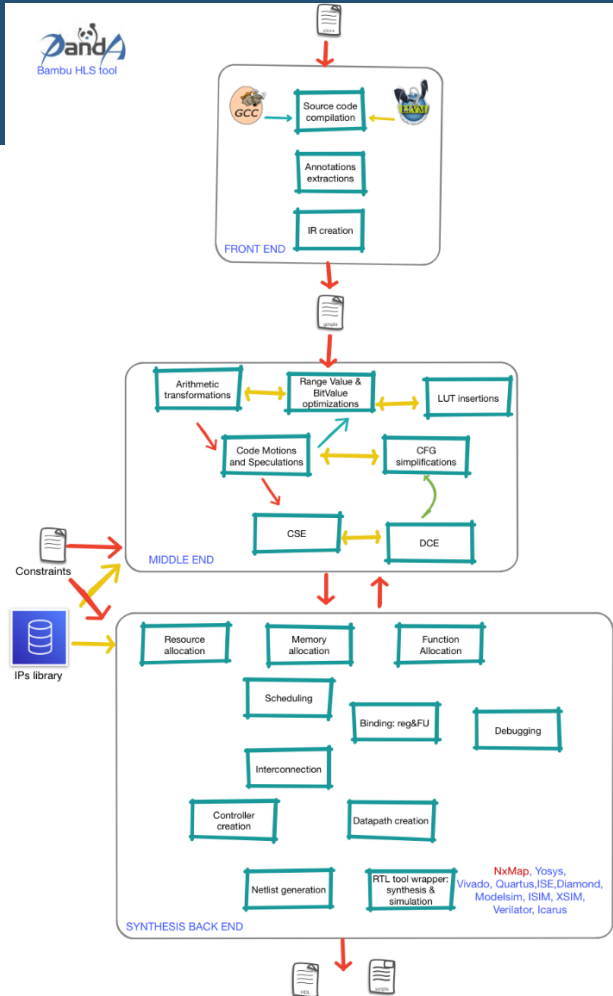 PandA
Bambu HLS tool
GCC
Source code
compilation
LLVM
Annotations
extractions
IR creation
FRONT END
Arithmetic
transformations
Range Value &
BitValue
optimizations
LUT insertions
Code Motions
and Speculations
CFG
simplifications
CSE
DCE
MIDDLE END
Constraints
IPs library
Resource
allocation
Memory
allocation
Function
Allocation
Scheduling
Binding: reg&FU
Debugging
Interconnection
Controller
creation
Datapath creation
Netlist generation
RTL tool wrapper:
synthesis &
simulation
NxMap, Yosys,
Vivado, Quartus,ISE,Diamond,
Modelsim, ISIM, XSIM,
Verilator, Icarus
SYNTHESIS BACK END
HDL